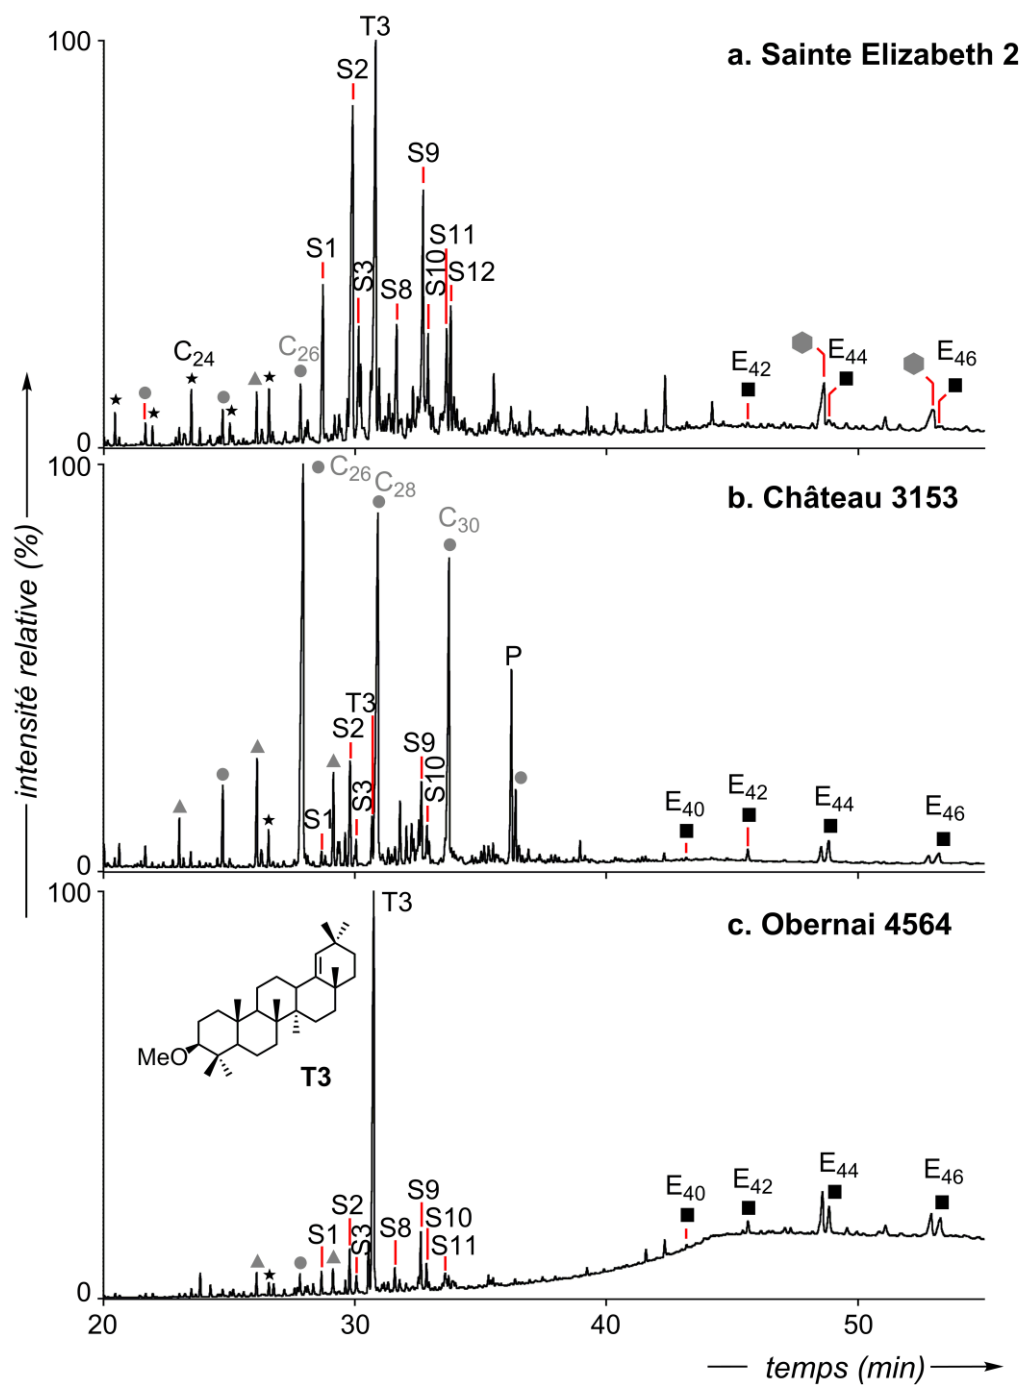 a. Sainte Elizabeth 2
100
T3
S2
S9
S1
S3
S8
S10
S11
S12
C24
C26
E42
E44
E46
0
b. Château 3153
100
C26
C28
C30
P
T3
S2
S9
S1
S3
S10
E40
E42
E44
E46
0
c. Obernai 4564
100
T3
MeO
T3
S9
S2
S10
S1
S3
S8
S11
E40
E42
E44
E46
0
20 30 40 50
temps (min)
intensité relative (%)